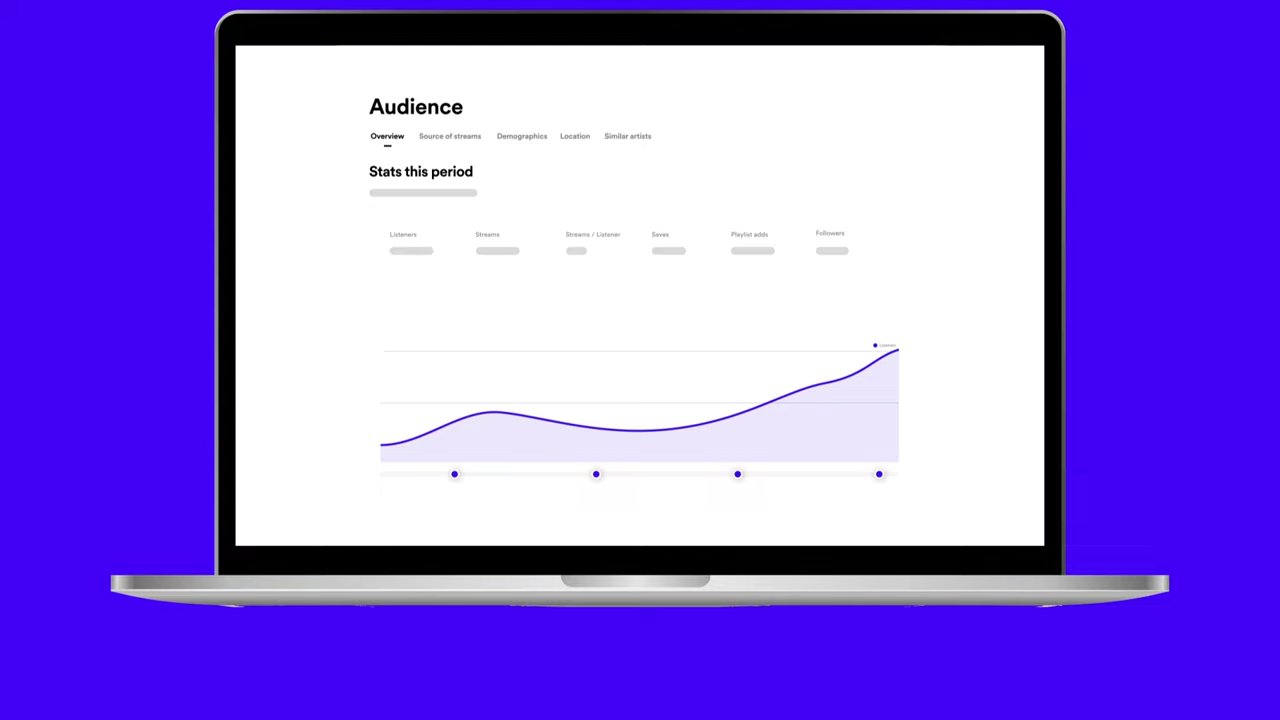 Audience
Overview Source of streams Demographics Location Similar artists
Stats this period
Listeners Streams Streams / Listener Saves Playlist adds Followers
Listeners